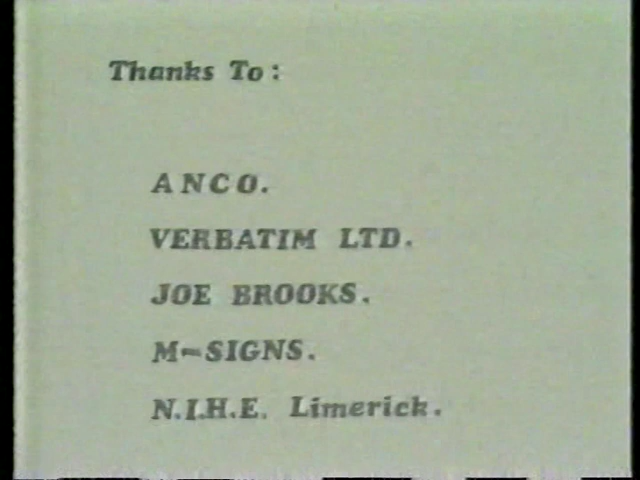 Thanks To:
ANCO.
VERBATIM LTD.
JOE BROOKS.
M-SIGNS.
N.I.H.E. Limerick.